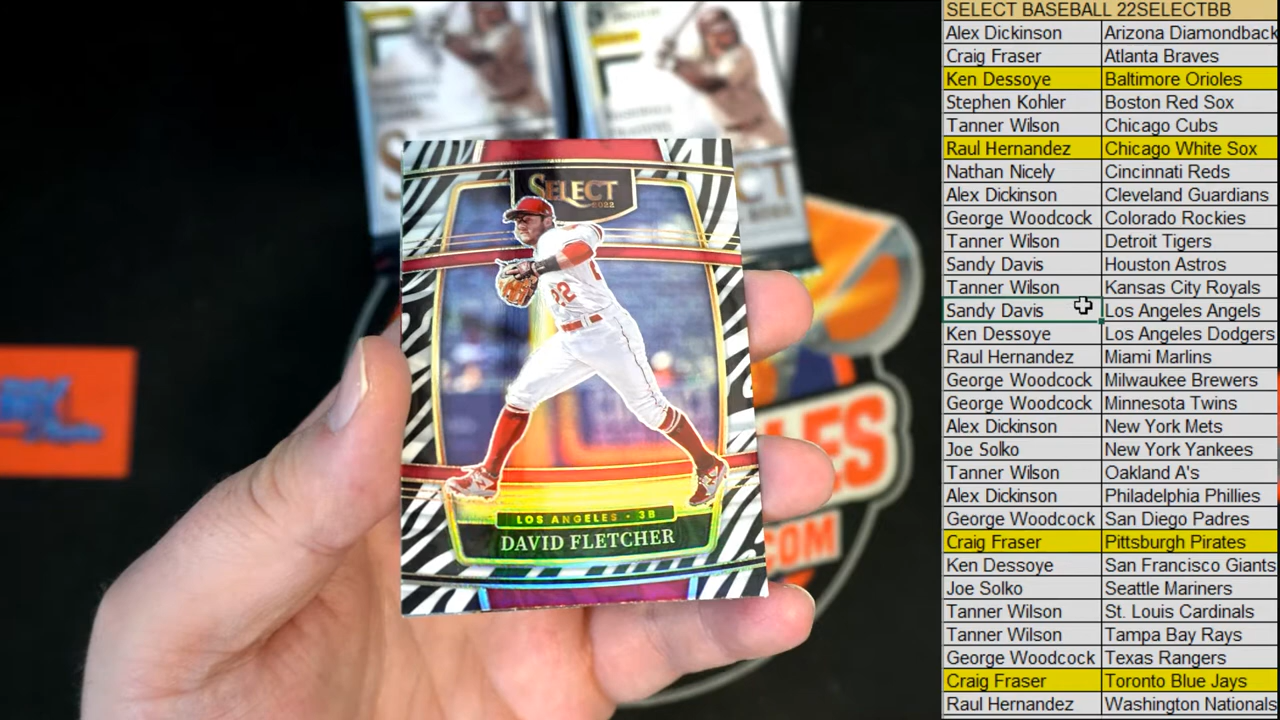 SELECT
2022
22
LOS ANGELES • 3B
DAVID FLETCHER
.COM
SELECT BASEBALL 22SELECTBB
Alex Dickinson Arizona Diamondback
Craig Fraser Atlanta Braves
Ken Dessoye Baltimore Orioles
Stephen Kohler Boston Red Sox
Tanner Wilson Chicago Cubs
Raul Hernandez Chicago White Sox
Nathan Nicely Cincinnati Reds
Alex Dickinson Cleveland Guardians
George Woodcock Colorado Rockies
Tanner Wilson Detroit Tigers
Sandy Davis Houston Astros
Tanner Wilson Kansas City Royals
Sandy Davis Los Angeles Angels
Ken Dessoye Los Angeles Dodgers
Raul Hernandez Miami Marlins
George Woodcock Milwaukee Brewers
George Woodcock Minnesota Twins
Alex Dickinson New York Mets
Joe Solko New York Yankees
Tanner Wilson Oakland A's
Alex Dickinson Philadelphia Phillies
George Woodcock San Diego Padres
Craig Fraser Pittsburgh Pirates
Ken Dessoye San Francisco Giants
Joe Solko Seattle Mariners
Tanner Wilson St. Louis Cardinals
Tanner Wilson Tampa Bay Rays
George Woodcock Texas Rangers
Craig Fraser Toronto Blue Jays
Raul Hernandez Washington Nationals